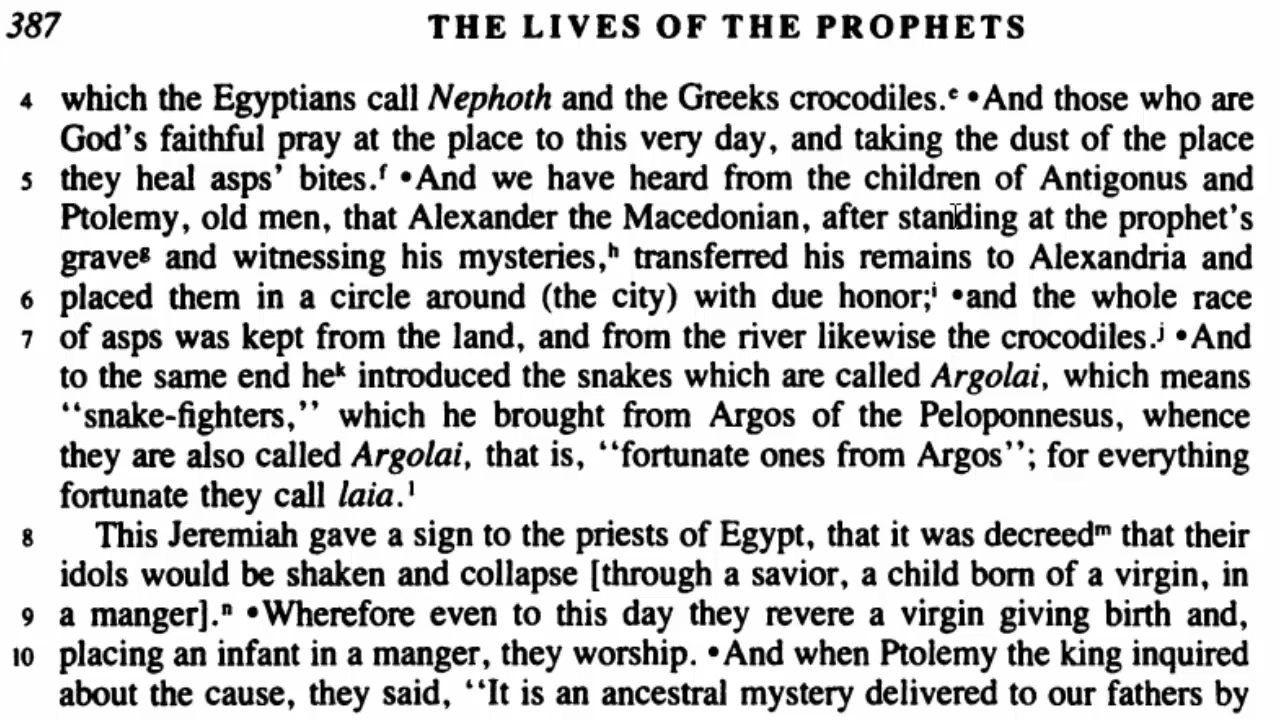 387 THE LIVES OF THE PROPHETS
4 which the Egyptians call Nephoth and the Greeks crocodiles.ᵉ •And those who are
God's faithful pray at the place to this very day, and taking the dust of the place
5 they heal asps' bites.ᶠ •And we have heard from the children of Antigonus and
Ptolemy, old men, that Alexander the Macedonian, after standing at the prophet's
graveᵍ and witnessing his mysteries,ʰ transferred his remains to Alexandria and
6 placed them in a circle around (the city) with due honor;ⁱ •and the whole race
7 of asps was kept from the land, and from the river likewise the crocodiles.ʲ •And
to the same end heᵏ introduced the snakes which are called Argolai, which means
“snake-fighters,” which he brought from Argos of the Peloponnesus, whence
they are also called Argolai, that is, “fortunate ones from Argos”; for everything
fortunate they call laia.ˡ
8 This Jeremiah gave a sign to the priests of Egypt, that it was decreedᵐ that their
idols would be shaken and collapse [through a savior, a child born of a virgin, in
9 a manger].ⁿ •Wherefore even to this day they revere a virgin giving birth and,
10 placing an infant in a manger, they worship. •And when Ptolemy the king inquired
about the cause, they said, “It is an ancestral mystery delivered to our fathers by